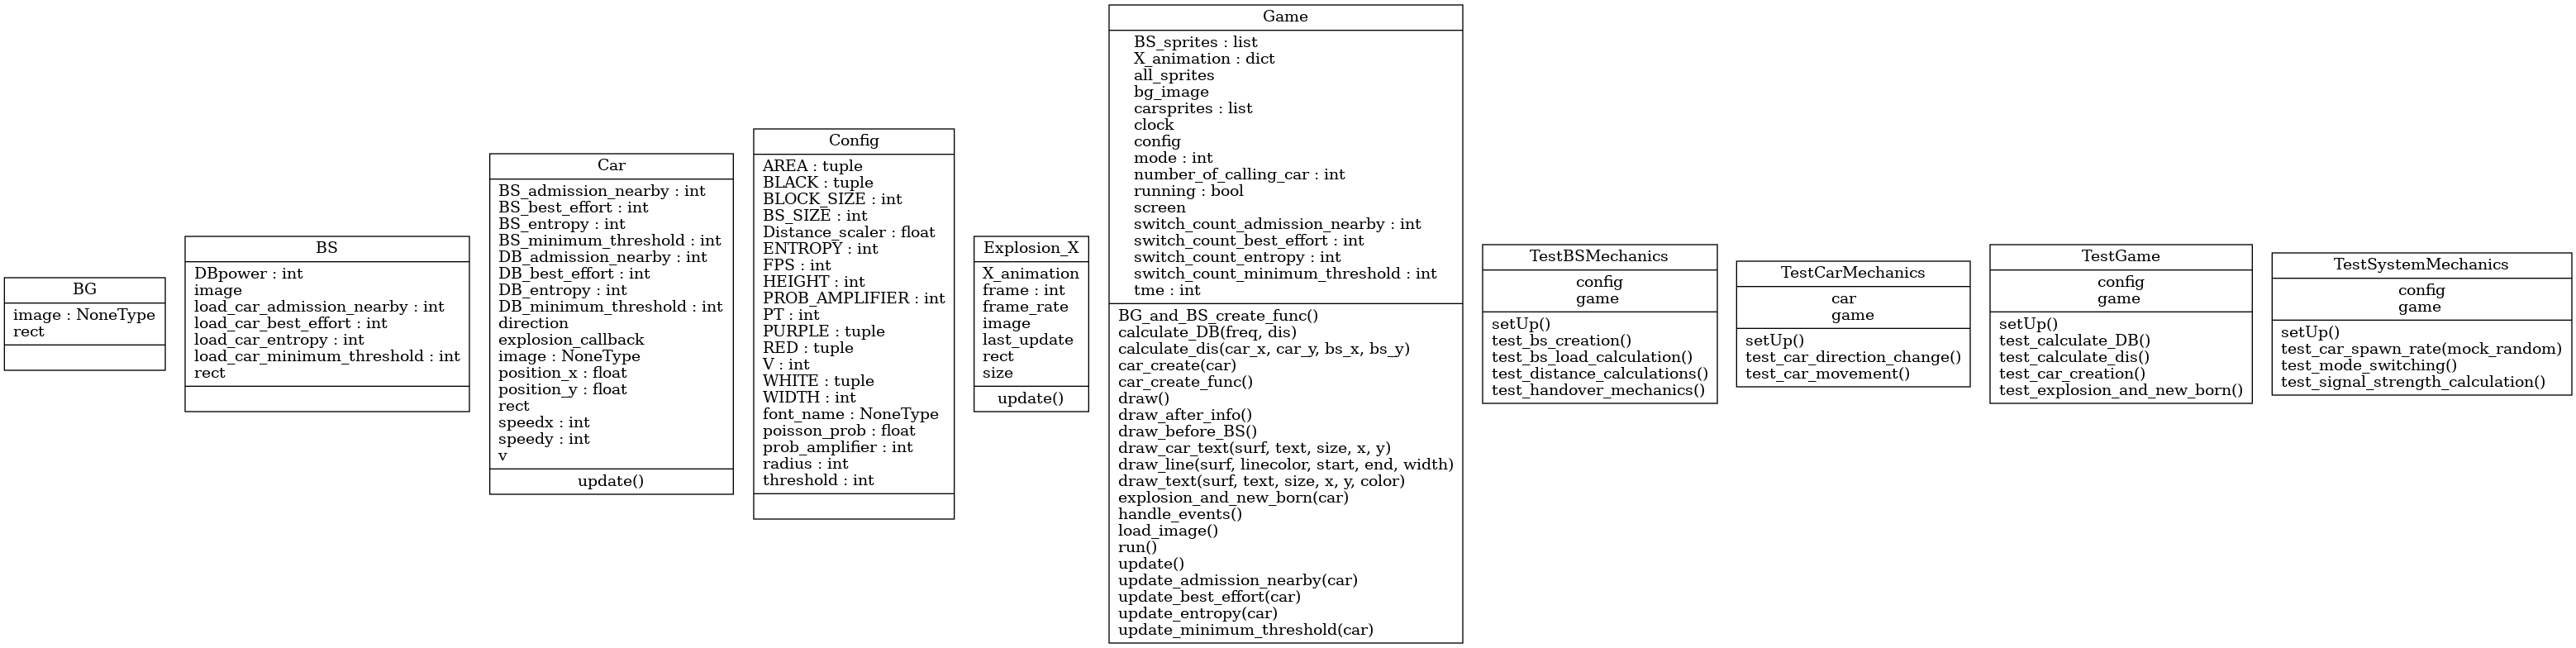 BG
image : NoneType
rect
BS
DBpower : int
image
load_car_admission_nearby : int
load_car_best_effort : int
load_car_entropy : int
load_car_minimum_threshold : int
rect
Car
BS_admission_nearby : int
BS_best_effort : int
BS_entropy : int
BS_minimum_threshold : int
DB_admission_nearby : int
DB_best_effort : int
DB_entropy : int
DB_minimum_threshold : int
direction
explosion_callback
image : NoneType
position_x : float
position_y : float
rect
speedx : int
speedy : int
v
update()
Config
AREA : tuple
BLACK : tuple
BLOCK_SIZE : int
BS_SIZE : int
Distance_scaler : float
ENTROPY : int
FPS : int
HEIGHT : int
PROB_AMPLIFIER : int
PT : int
PURPLE : tuple
RED : tuple
V : int
WHITE : tuple
WIDTH : int
font_name : NoneType
poisson_prob : float
prob_amplifier : int
radius : int
threshold : int
Explosion_X
X_animation
frame : int
frame_rate
image
last_update
rect
size
update()
Game
BS_sprites : list
X_animation : dict
all_sprites
bg_image
carsprites : list
clock
config
mode : int
number_of_calling_car : int
running : bool
screen
switch_count_admission_nearby : int
switch_count_best_effort : int
switch_count_entropy : int
switch_count_minimum_threshold : int
tme : int
BG_and_BS_create_func()
calculate_DB(freq, dis)
calculate_dis(car_x, car_y, bs_x, bs_y)
car_create(car)
car_create_func()
draw()
draw_after_info()
draw_before_BS()
draw_car_text(surf, text, size, x, y)
draw_line(surf, linecolor, start, end, width)
draw_text(surf, text, size, x, y, color)
explosion_and_new_born(car)
handle_events()
load_image()
run()
update()
update_admission_nearby(car)
update_best_effort(car)
update_entropy(car)
update_minimum_threshold(car)
TestBSMechanics
config
game
setUp()
test_bs_creation()
test_bs_load_calculation()
test_distance_calculations()
test_handover_mechanics()
TestCarMechanics
car
game
setUp()
test_car_direction_change()
test_car_movement()
TestGame
config
game
setUp()
test_calculate_DB()
test_calculate_dis()
test_car_creation()
test_explosion_and_new_born()
TestSystemMechanics
config
game
setUp()
test_car_spawn_rate(mock_random)
test_mode_switching()
test_signal_strength_calculation()